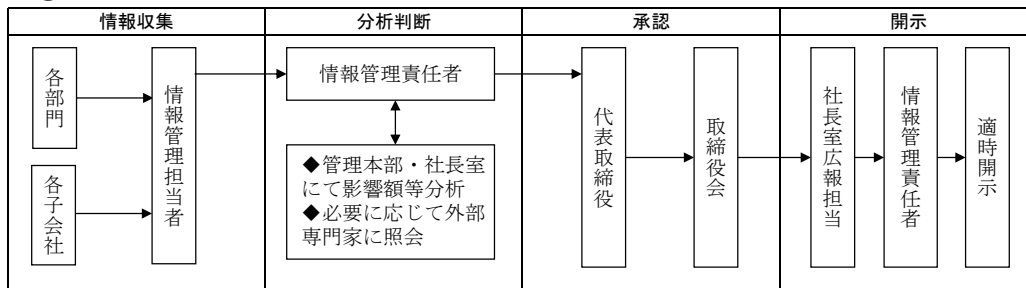 情報収集
分析判断
承認
開示
各部門
各子会社
情報管理担当者
情報管理責任者
◆管理本部・社長室
にて影響額等分析
◆必要に応じて外部
専門家に照会
代表取締役
取締役会
社長室広報担当
情報管理責任者
適時開示